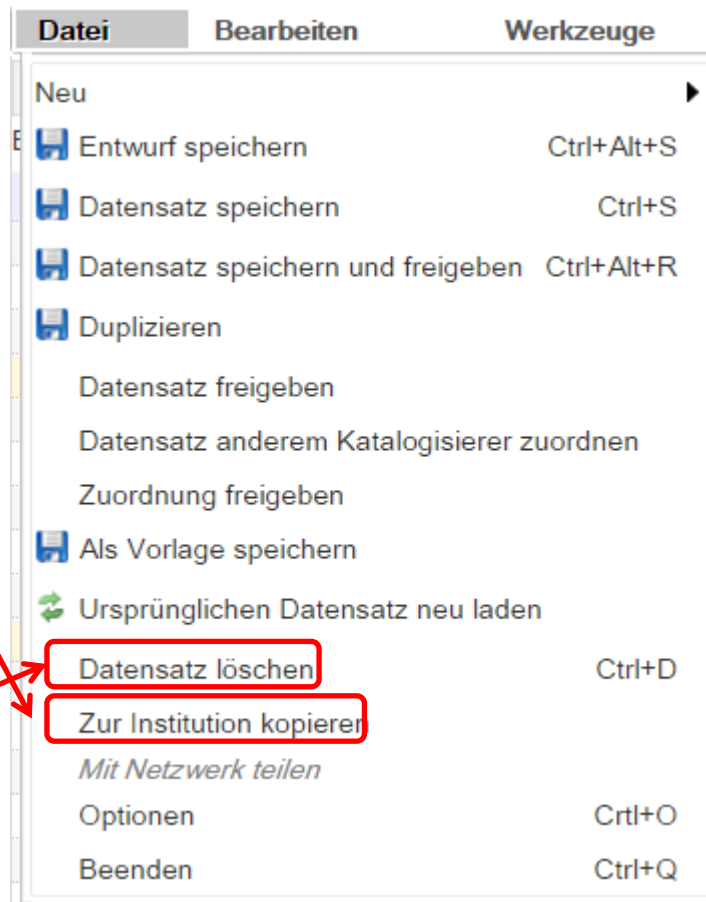 Datei Bearbeiten Werkzeuge
Neu
E
Entwurf speichern Ctrl+Alt+S
Datensatz speichern Ctrl+S
Datensatz speichern und freigeben Ctrl+Alt+R
Duplizieren
Datensatz freigeben
Datensatz anderem Katalogisierer zuordnen
Zuordnung freigeben
Als Vorlage speichern
Ursprünglichen Datensatz neu laden
Datensatz löschen Ctrl+D
Zur Institution kopieren
Mit Netzwerk teilen
Optionen Crtl+O
Beenden Ctrl+Q